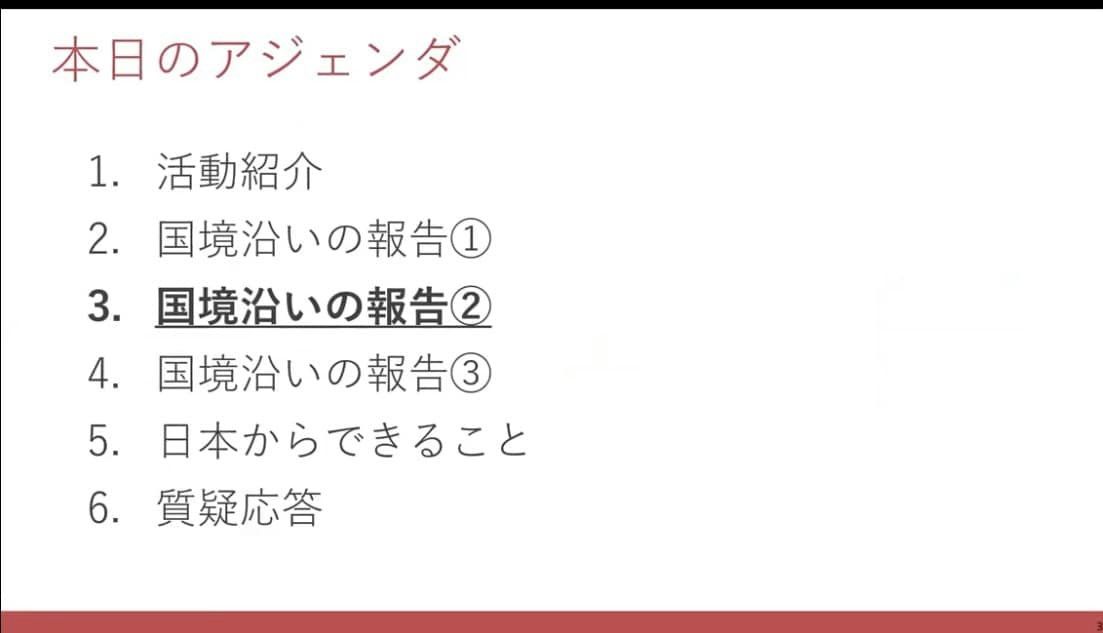 本日のアジェンダ
1. 活動紹介
2. 国境沿いの報告①
3. 国境沿いの報告②
4. 国境沿いの報告③
5. 日本からできること
6. 質疑応答
3